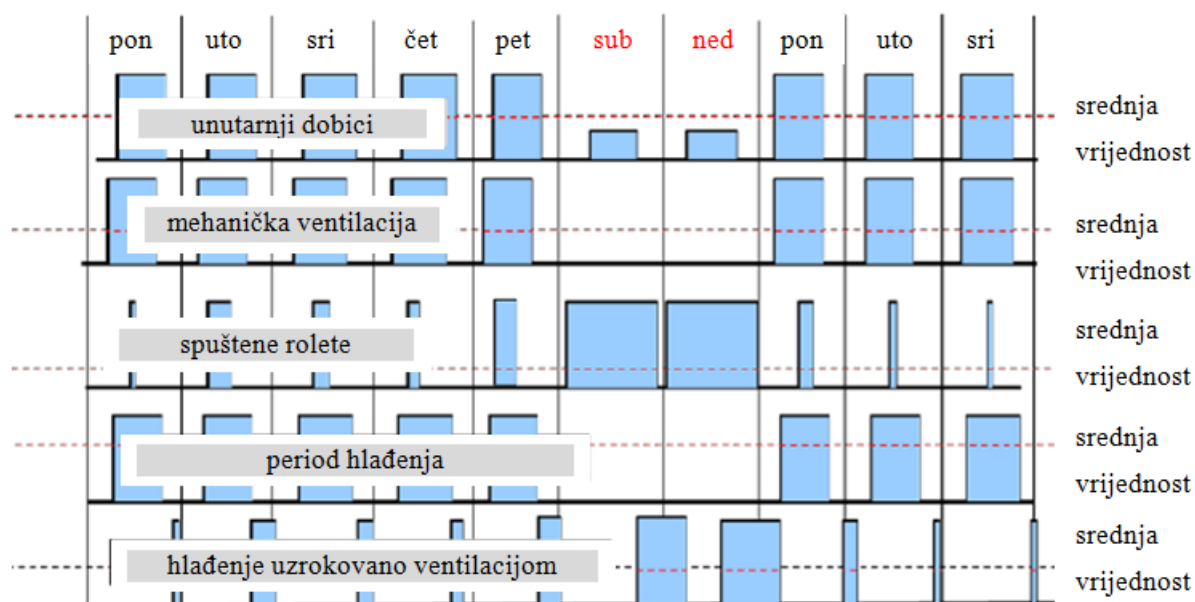 pon uto sri čet pet sub ned pon uto sri
unutarnji dobici
srednja
vrijednost
mehanička ventilacija
srednja
vrijednost
spuštene rolete
srednja
vrijednost
period hlađenja
srednja
vrijednost
hlađenje uzrokovano ventilacijom
srednja
vrijednost